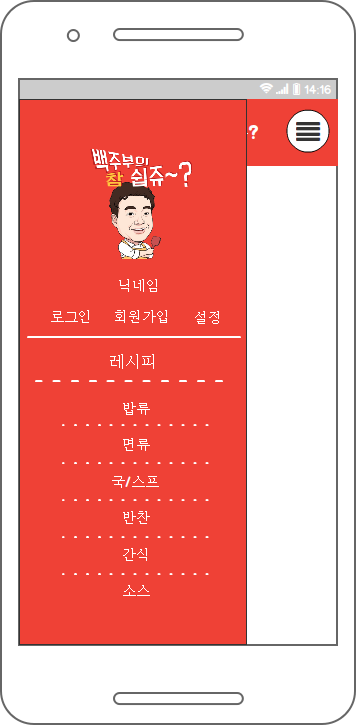 14:16
~?
백주부의
참 쉽쥬~?
닉네임
로그인 회원가입 설정
레시피
밥류
면류
국/스프
반찬
간식
소스